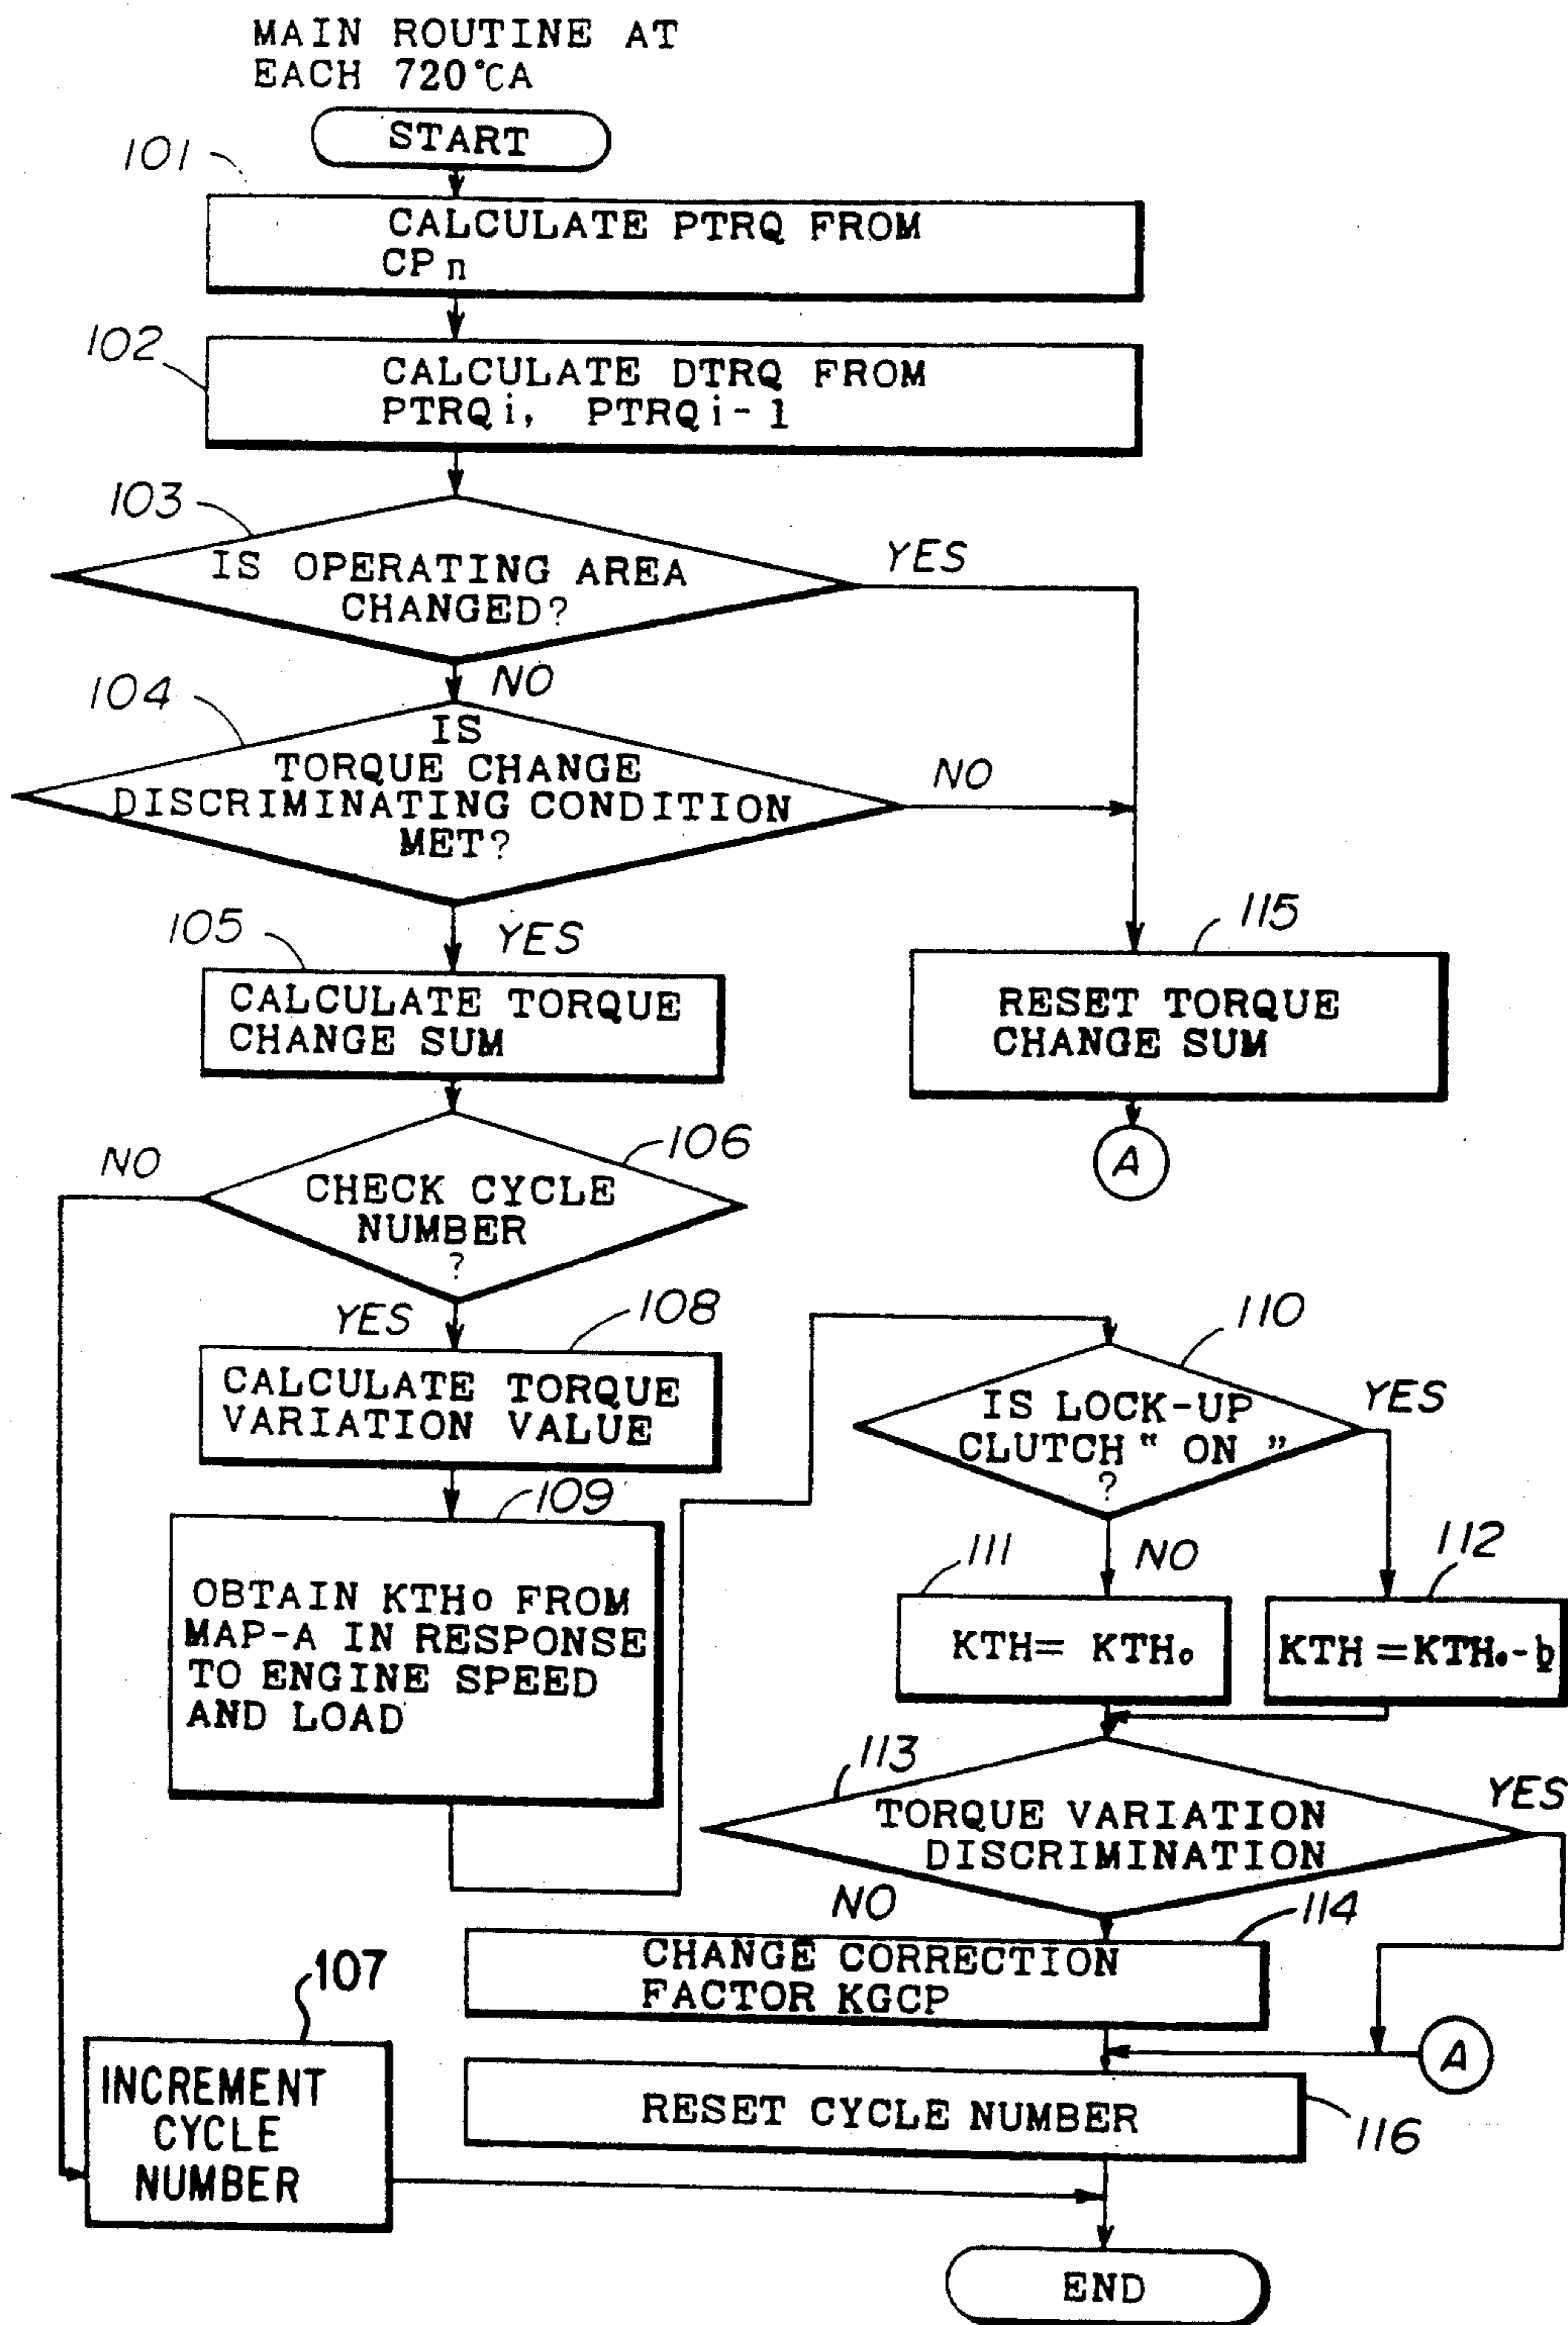 MAIN ROUTINE AT
EACH 720℃A
START
101
CALCULATE PTRQ FROM
CPn
102
CALCULATE DTRQ FROM
PTRQi, PTRQi-1
103
IS OPERATING AREA
CHANGED?
YES
NO
104
IS
TORQUE CHANGE
DISCRIMINATING CONDITION
MET?
NO
YES
105
CALCULATE TORQUE
CHANGE SUM
115
RESET TORQUE
CHANGE SUM
A
106
NO
CHECK CYCLE
NUMBER
?
YES
108
CALCULATE TORQUE
VARIATION VALUE
109
OBTAIN KTHo FROM
MAP-A IN RESPONSE
TO ENGINE SPEED
AND LOAD
110
IS LOCK-UP
CLUTCH " ON "
?
YES
NO
111
KTH= KTHo
112
KTH=KTHo-b
113
TORQUE VARIATION
DISCRIMINATION
YES
NO
114
CHANGE CORRECTION
FACTOR KGCP
107
INCREMENT
CYCLE
NUMBER
A
RESET CYCLE NUMBER
116
END